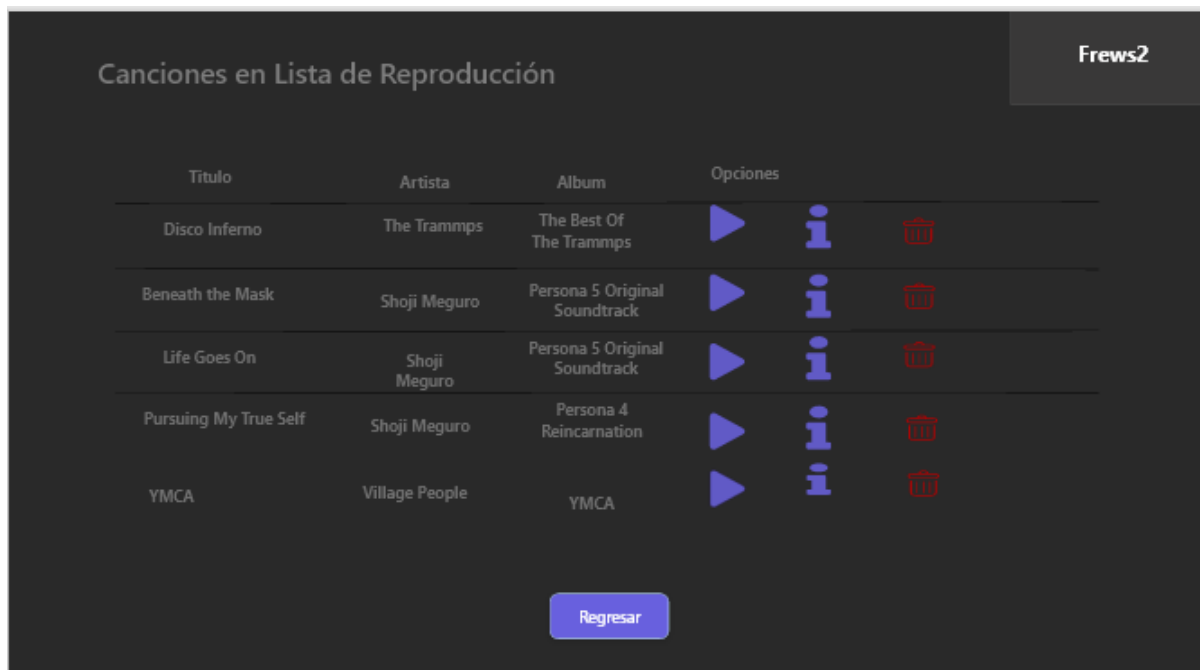 Frews2
Canciones en Lista de Reproducción
Titulo Artista Album Opciones
Disco Inferno The Trammps The Best Of
The Trammps
Beneath the Mask Shoji Meguro Persona 5 Original
Soundtrack
Life Goes On Shoji
Meguro Persona 5 Original
Soundtrack
Pursuing My True Self Shoji Meguro Persona 4
Reincarnation
YMCA Village People YMCA
Regresar